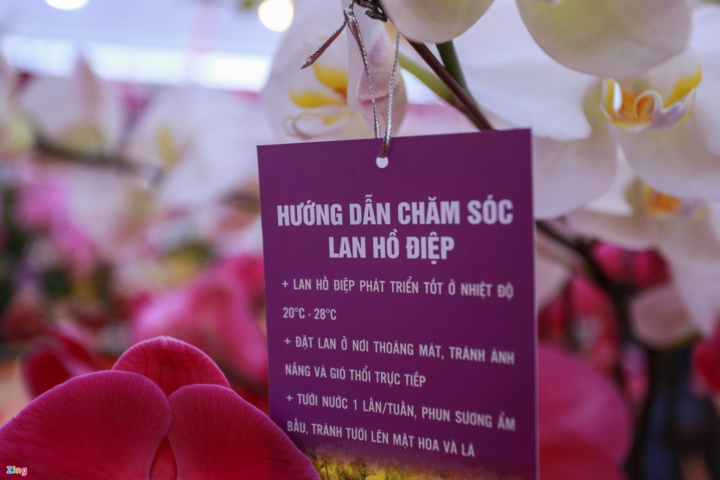 HƯỚNG DẪN CHĂM SÓC
LAN HỒ ĐIỆP
+ LAN HỒ ĐIỆP PHÁT TRIỂN TỐT Ở NHIỆT ĐỘ
20°C - 28°C
+ ĐẶT LAN Ở NƠI THOÁNG MÁT, TRÁNH ÁNH
NẮNG VÀ GIÓ THỔI TRỰC TIẾP
+ TƯỚI NƯỚC 1 LẦN/TUẦN, PHUN SƯƠNG ẨM
BẦU, TRÁNH TƯỚI LÊN MẶT HOA VÀ LÁ
Zing